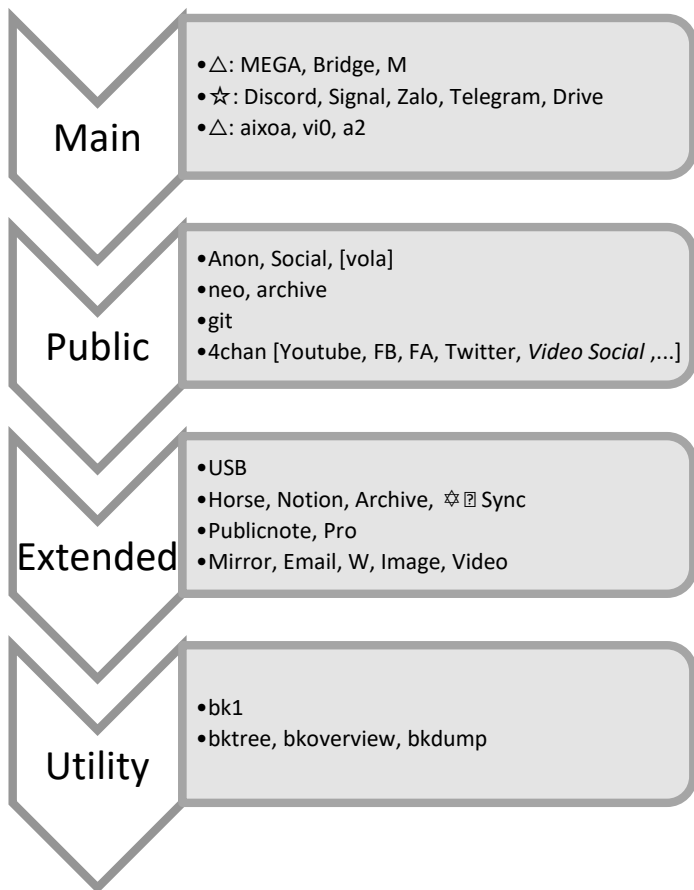 Main
•△: MEGA, Bridge, M
•☆: Discord, Signal, Zalo, Telegram, Drive
•△: aixoa, vi0, a2
Public
•Anon, Social, [vola]
•neo, archive
•git
•4chan [Youtube, FB, FA, Twitter, Video Social ,...]
Extended
•USB
•Horse, Notion, Archive, ✡⍰ Sync
•Publicnote, Pro
•Mirror, Email, W, Image, Video
Utility
•bk1
•bktree, bkoverview, bkdump